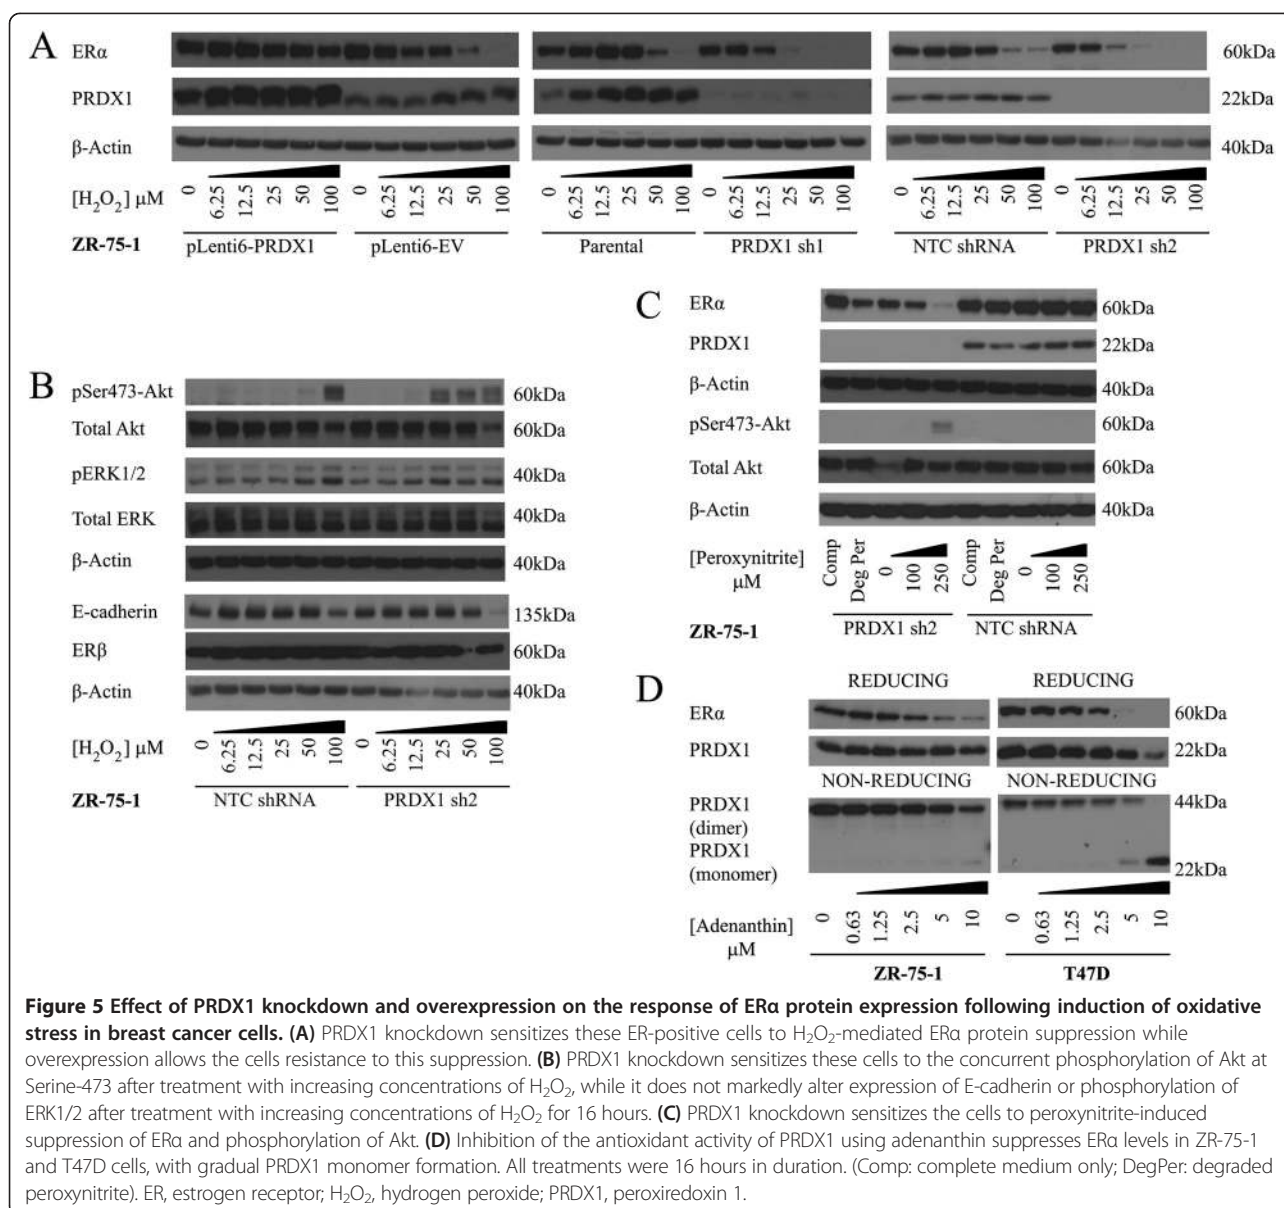 A
ERα
60kDa
PRDX1
22kDa
β-Actin
40kDa
[H₂O₂] μM
0 6.25 12.5 25 50 100 0 6.25 12.5 25 50 100 0 6.25 12.5 25 50 100 0 6.25 12.5 25 50 100 0 6.25 12.5 25 50 100 0 6.25 12.5 25 50 100
ZR-75-1 pLenti6-PRDX1 pLenti6-EV Parental PRDX1 sh1 NTC shRNA PRDX1 sh2
B
pSer473-Akt 60kDa
Total Akt 60kDa
pERK1/2 40kDa
Total ERK 40kDa
β-Actin 40kDa
E-cadherin 135kDa
ERβ 60kDa
β-Actin 40kDa
[H₂O₂] μM 0 6.25 12.5 25 50 100 0 6.25 12.5 25 50 100
ZR-75-1 NTC shRNA PRDX1 sh2
C
ERα 60kDa
PRDX1 22kDa
β-Actin 40kDa
pSer473-Akt 60kDa
Total Akt 60kDa
β-Actin 40kDa
[Peroxynitrite] Comp Deg Per 0 100 250 Comp Deg Per 0 100 250
μM
ZR-75-1 PRDX1 sh2 NTC shRNA
D
REDUCING REDUCING
ERα 60kDa
PRDX1 22kDa
NON-REDUCING NON-REDUCING
PRDX1 44kDa
(dimer)
PRDX1
(monomer) 22kDa
[Adenanthin] 0 0.63 1.25 2.5 5 10 0 0.63 1.25 2.5 5 10
μM
ZR-75-1 T47D
Figure 5 Effect of PRDX1 knockdown and overexpression on the response of ERα protein expression following induction of oxidative
stress in breast cancer cells. (A) PRDX1 knockdown sensitizes these ER-positive cells to H₂O₂-mediated ERα protein suppression while
overexpression allows the cells resistance to this suppression. (B) PRDX1 knockdown sensitizes these cells to the concurrent phosphorylation of Akt at
Serine-473 after treatment with increasing concentrations of H₂O₂, while it does not markedly alter expression of E-cadherin or phosphorylation of
ERK1/2 after treatment with increasing concentrations of H₂O₂ for 16 hours. (C) PRDX1 knockdown sensitizes the cells to peroxynitrite-induced
suppression of ERα and phosphorylation of Akt. (D) Inhibition of the antioxidant activity of PRDX1 using adenanthin suppresses ERα levels in ZR-75-1
and T47D cells, with gradual PRDX1 monomer formation. All treatments were 16 hours in duration. (Comp: complete medium only; DegPer: degraded
peroxynitrite). ER, estrogen receptor; H₂O₂, hydrogen peroxide; PRDX1, peroxiredoxin 1.